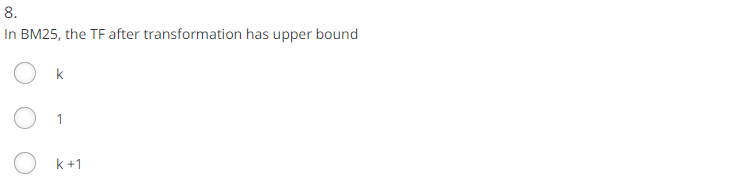 8.
In BM25, the TF after transformation has upper bound
k
1
k +1